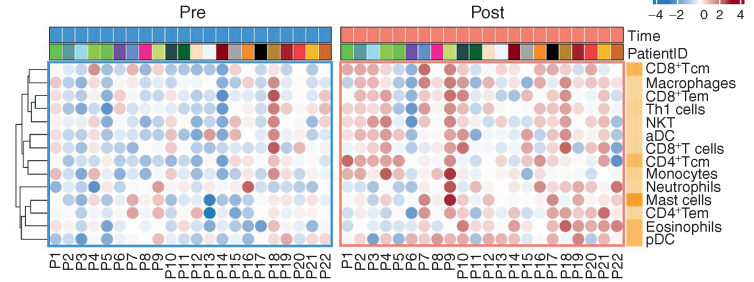 Pre Post
−4 −2 0 2 4
Time
PatientID
CD8⁺Tcm
Macrophages
CD8⁺Tem
Th1 cells
NKT
aDC
CD8⁺T cells
CD4⁺Tcm
Monocytes
Neutrophils
Mast cells
CD4⁺Tem
Eosinophils
pDC
P1 P2 P3 P4 P5 P6 P7 P8 P9 P10 P11 P12 P13 P14 P15 P16 P17 P18 P19 P20 P21 P22 P1 P2 P3 P4 P5 P6 P7 P8 P9 P10 P11 P12 P13 P14 P15 P16 P17 P18 P19 P20 P21 P22